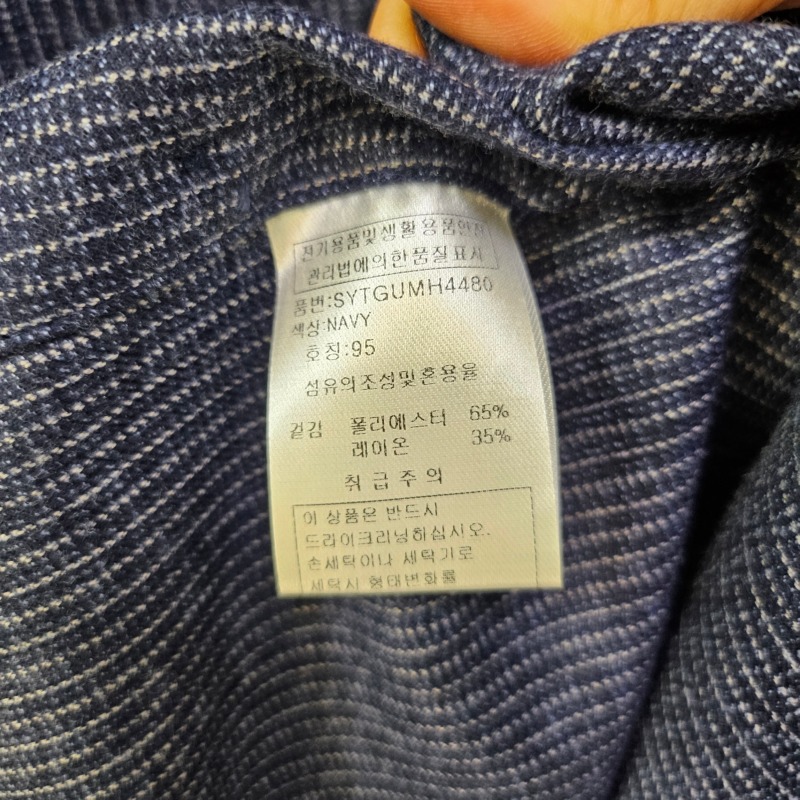 전기용품및생활용품안전
관리법에의한품질표시
품번:SYTGUMH4480
색상:NAVY
호칭:95
섬유의조성및혼용율
겉감 폴리에스터 65%
레이온 35%
취급주의
이 상품은 반드시
드라이크리닝하십시오.
손세탁이나 세탁기로
세탁시 형태변화를